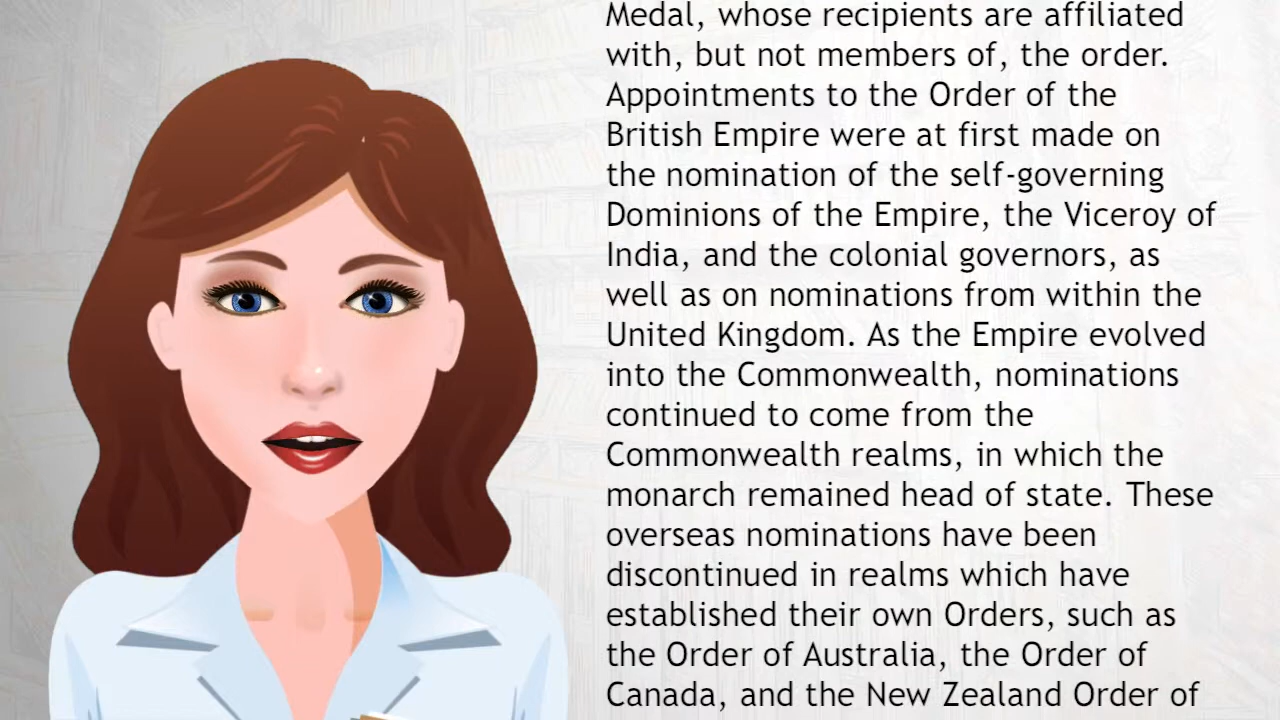 Medal, whose recipients are affiliated
with, but not members of, the order.
Appointments to the Order of the
British Empire were at first made on
the nomination of the self-governing
Dominions of the Empire, the Viceroy of
India, and the colonial governors, as
well as on nominations from within the
United Kingdom. As the Empire evolved
into the Commonwealth, nominations
continued to come from the
Commonwealth realms, in which the
monarch remained head of state. These
overseas nominations have been
discontinued in realms which have
established their own Orders, such as
the Order of Australia, the Order of
Canada, and the New Zealand Order of